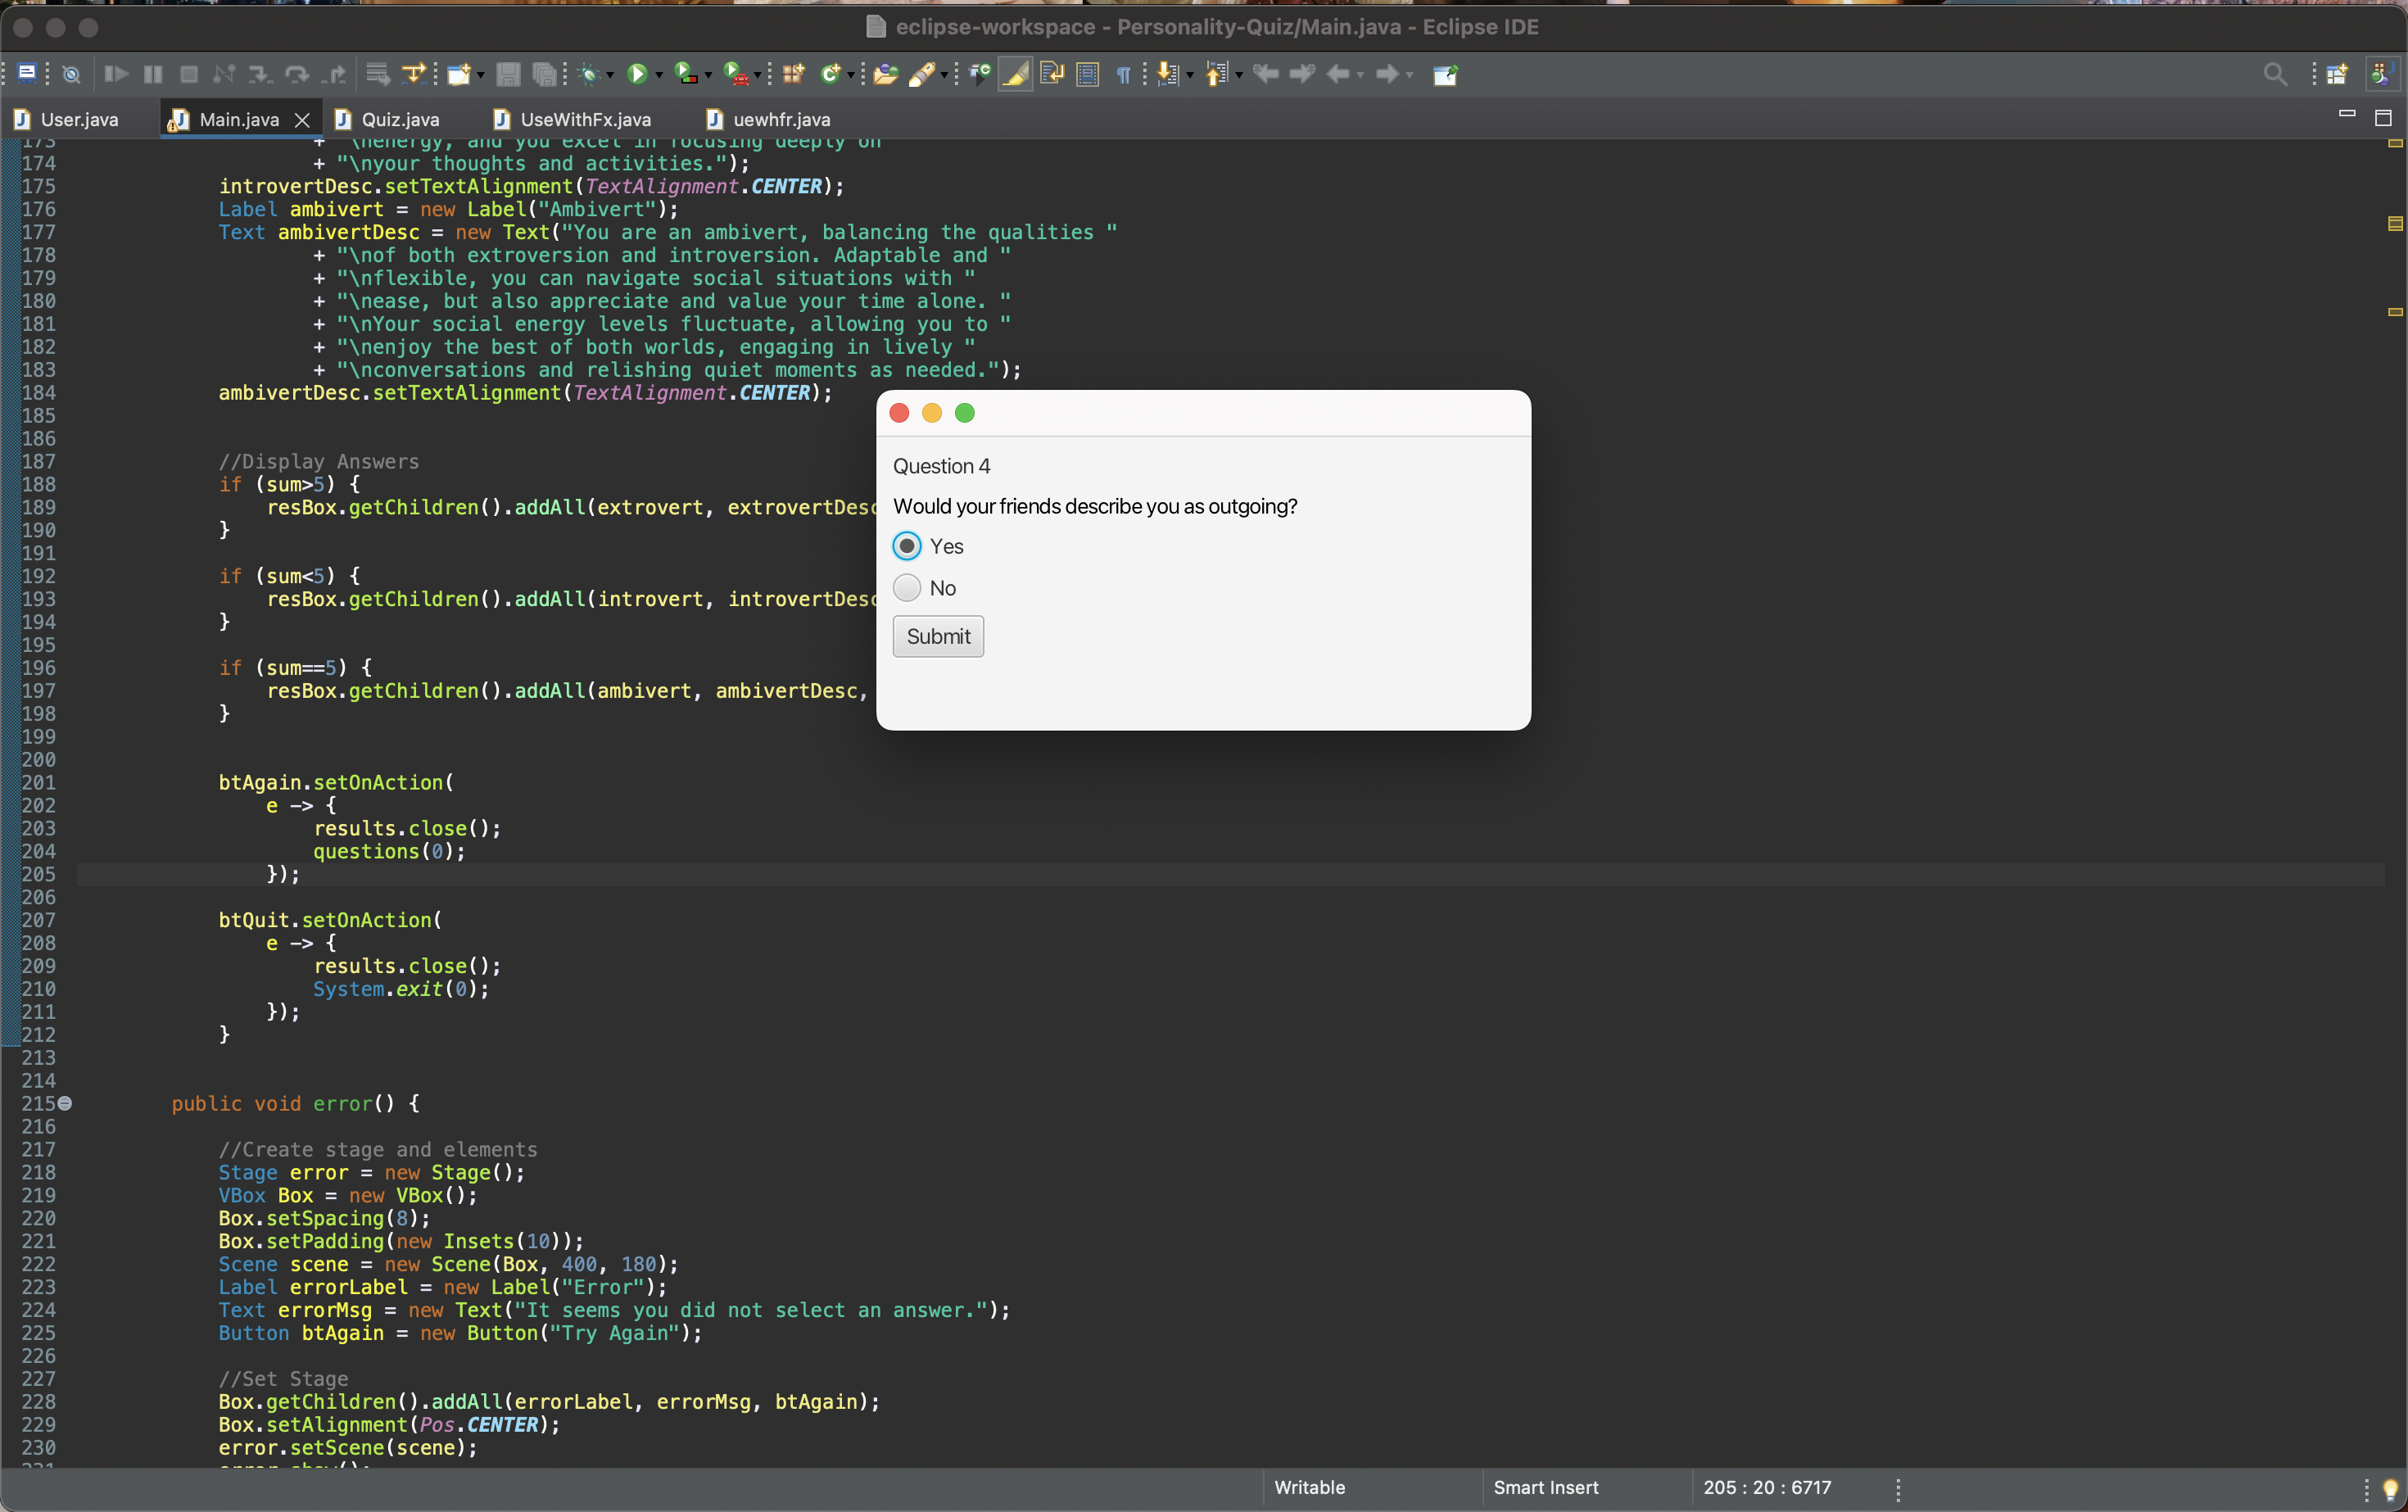 eclipse-workspace - Personality-Quiz/Main.java - Eclipse IDE
User.java Main.java Quiz.java UseWithFx.java uewhfr.java
173 + "\nenergy, and you excel in focusing deeply on
174 + "\nyour thoughts and activities.");
175 introvertDesc.setTextAlignment(TextAlignment.CENTER);
176 Label ambivert = new Label("Ambivert");
177 Text ambivertDesc = new Text("You are an ambivert, balancing the qualities "
178 + "\nof both extroversion and introversion. Adaptable and "
179 + "\nflexible, you can navigate social situations with "
180 + "\nease, but also appreciate and value your time alone. "
181 + "\nYour social energy levels fluctuate, allowing you to "
182 + "\nenjoy the best of both worlds, engaging in lively "
183 + "\nconversations and relishing quiet moments as needed.");
184 ambivertDesc.setTextAlignment(TextAlignment.CENTER);
185
186
187 //Display Answers
188 if (sum>5) {
189 resBox.getChildren().addAll(extrovert, extrovertDesc
190 }
191
192 if (sum<5) {
193 resBox.getChildren().addAll(introvert, introvertDesc
194 }
195
196 if (sum==5) {
197 resBox.getChildren().addAll(ambivert, ambivertDesc,
198 }
199
200
201 btAgain.setOnAction(
202 e -> {
203 results.close();
204 questions(0);
205 });
206
207 btQuit.setOnAction(
208 e -> {
209 results.close();
210 System.exit(0);
211 });
212 }
213
214
215 public void error() {
216
217 //Create stage and elements
218 Stage error = new Stage();
219 VBox Box = new VBox();
220 Box.setSpacing(8);
221 Box.setPadding(new Insets(10));
222 Scene scene = new Scene(Box, 400, 180);
223 Label errorLabel = new Label("Error");
224 Text errorMsg = new Text("It seems you did not select an answer.");
225 Button btAgain = new Button("Try Again");
226
227 //Set Stage
228 Box.getChildren().addAll(errorLabel, errorMsg, btAgain);
229 Box.setAlignment(Pos.CENTER);
230 error.setScene(scene);
231 error.show();
Question 4
Would your friends describe you as outgoing?
Yes
No
Submit
Writable Smart Insert 205 : 20 : 6717